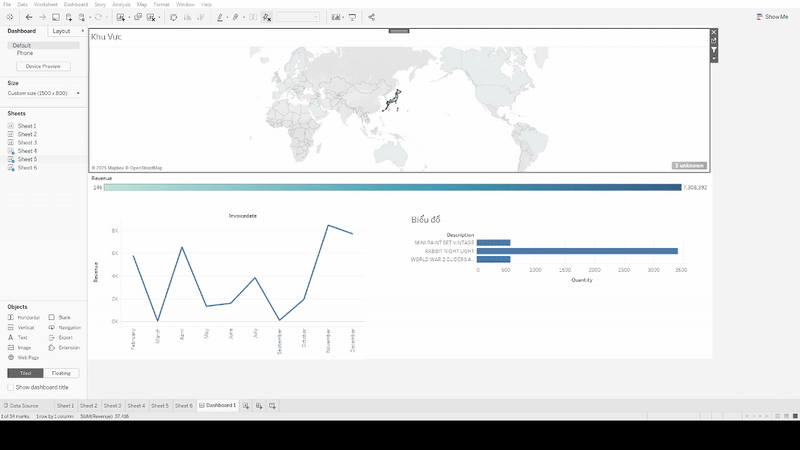 File Data Worksheet Dashboard Story Analysis Map Format Window Help
Show Me
Dashboard Layout
Default
Phone
Device Preview
Size
Custom size (1500 x 800)
Sheets
Sheet 1
Sheet 2
Sheet 3
Sheet 4
Sheet 5
Sheet 6
Khu Vực
© 2025 Mapbox © OpenStreetMap
3 unknown
Revenue
146 7,308,392
Invoicedate
Revenue
8K
6K
4K
2K
0K
February March April May June July September October November December
Biểu đồ
Description
MINI PAINT SET VINTAGE
RABBIT NIGHT LIGHT
WORLD WAR 2 GLIDERS A..
0 500 1000 1500 2000 2500 3000 3500
Quantity
Objects
Horizontal Blank
Vertical Navigation
Text Export
Image Extension
Web Page
Tiled Floating
Show dashboard title
Data Source Sheet 1 Sheet 2 Sheet 3 Sheet 4 Sheet 5 Sheet 6 Dashboard 1
1 of 34 marks 1 row by 1 column SUM(Revenue): 37,416